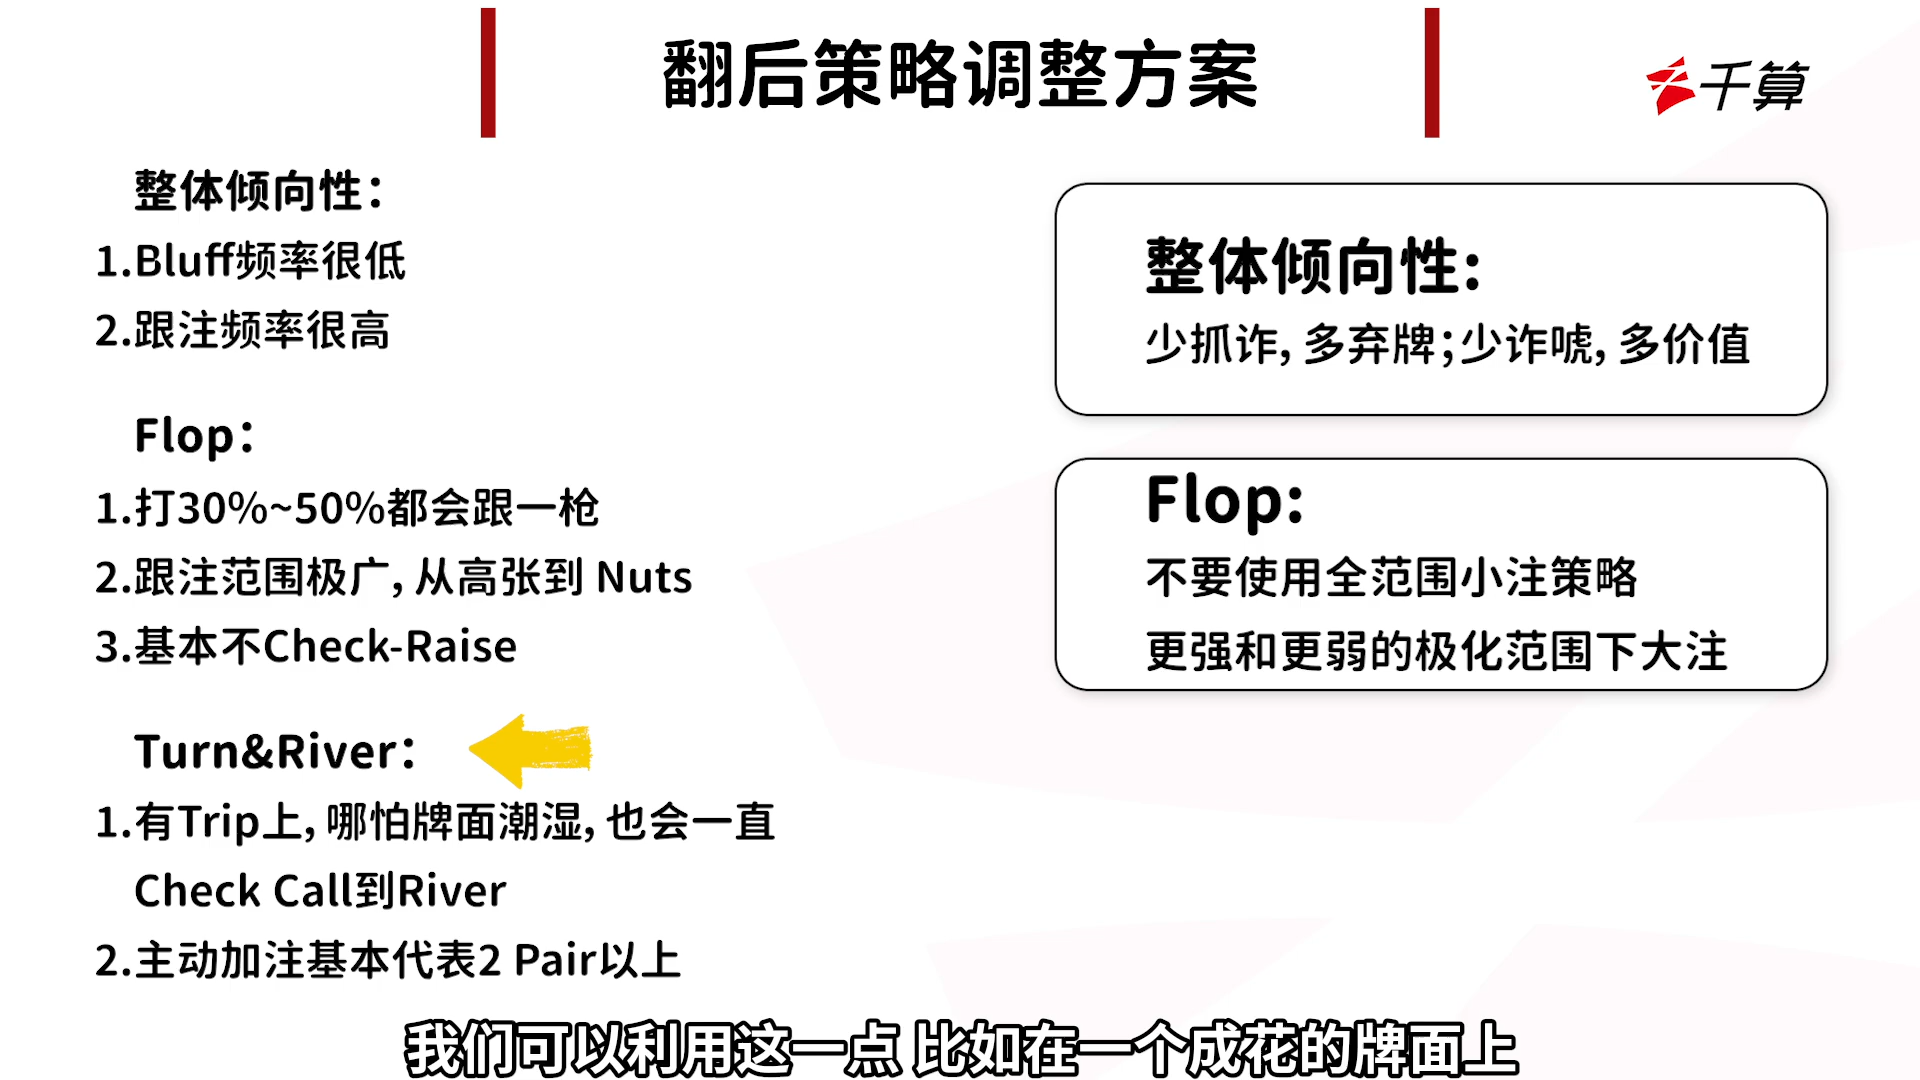 翻后策略调整方案
千算
整体倾向性：
1.Bluff频率很低
2.跟注频率很高
Flop：
1.打30%~50%都会跟一枪
2.跟注范围极广，从高张到 Nuts
3.基本不Check-Raise
Turn&River：
1.有Trip上，哪怕牌面潮湿，也会一直
Check Call到River
2.主动加注基本代表2 Pair以上
整体倾向性：
少抓诈，多弃牌；少诈唬，多价值
Flop:
不要使用全范围小注策略
更强和更弱的极化范围下大注
我们可以利用这一点 比如在一个成花的牌面上